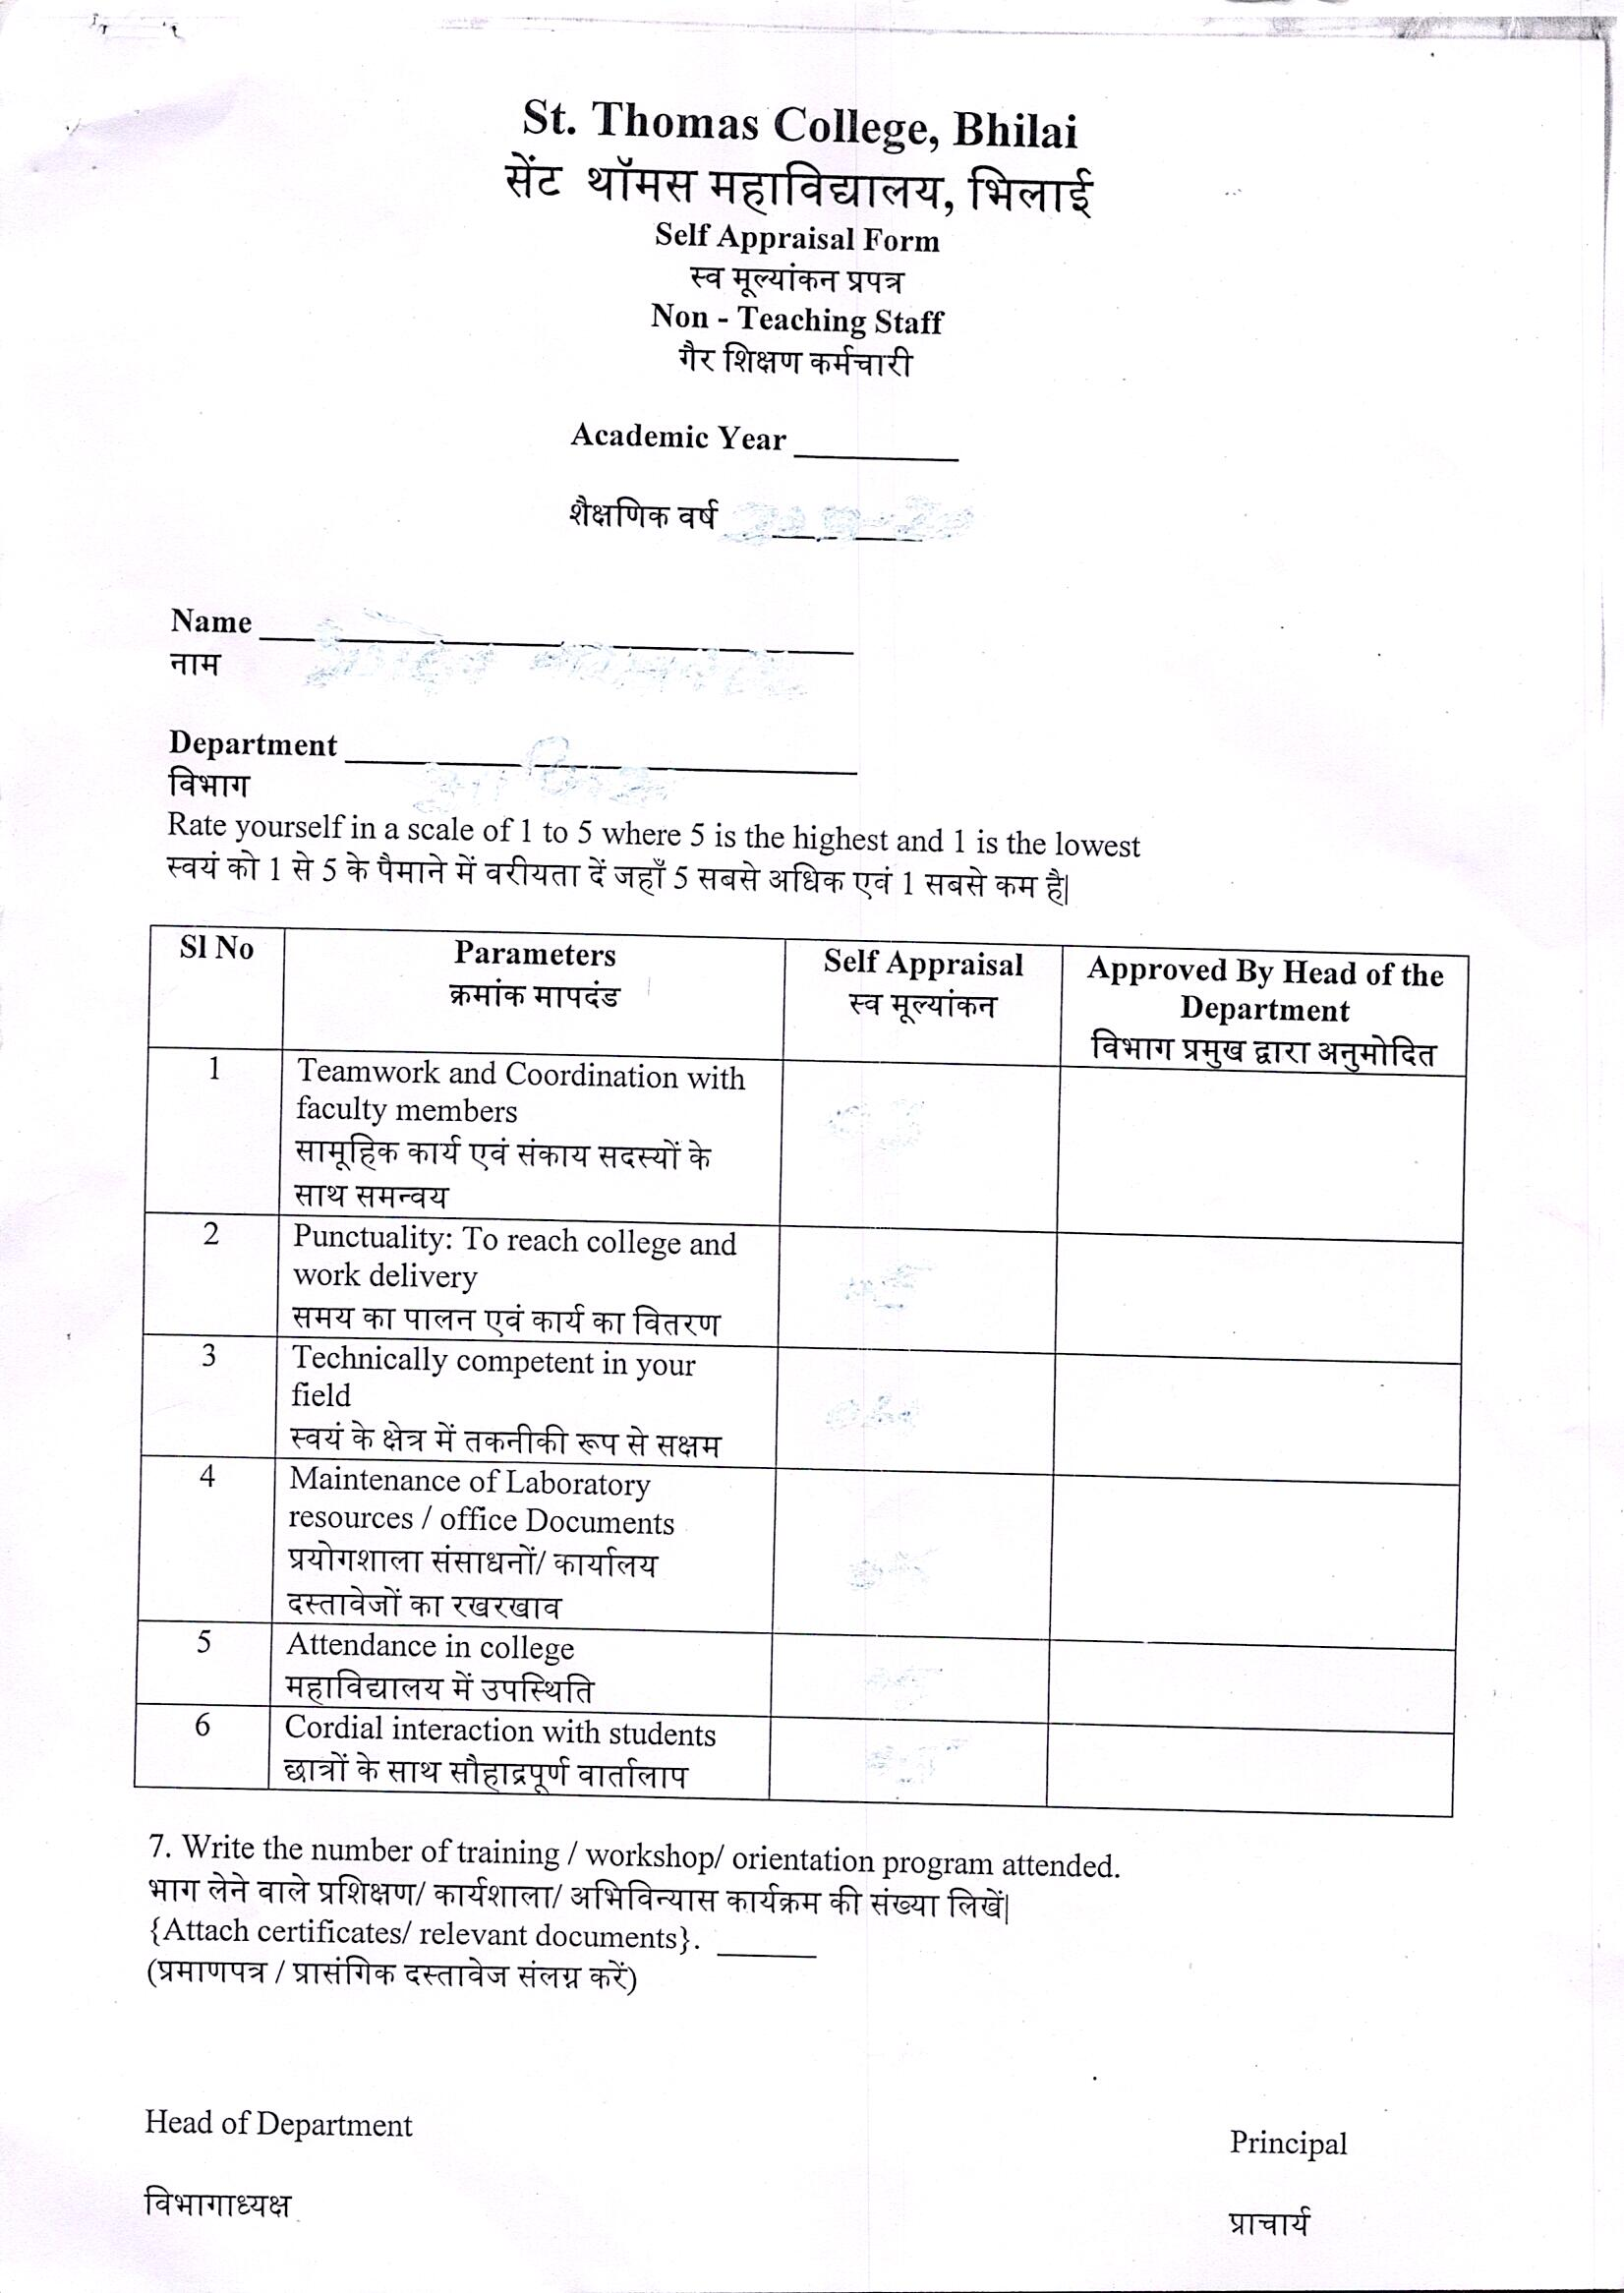 St. Thomas College, Bhilai
सेंट थॉमस महाविद्यालय, भिलाई
Self Appraisal Form
स्व मूल्यांकन प्रपत्र
Non - Teaching Staff
गैर शिक्षण कर्मचारी
Academic Year
शैक्षणिक वर्ष
Name
नाम
Department
विभाग
Rate yourself in a scale of 1 to 5 where 5 is the highest and 1 is the lowest
स्वयं को 1 से 5 के पैमाने में वरीयता दें जहाँ 5 सबसे अधिक एवं 1 सबसे कम है|
Sl No
Parameters
क्रमांक मापदंड
Self Appraisal
स्व मूल्यांकन
Approved By Head of the
Department
विभाग प्रमुख द्वारा अनुमोदित
1
Teamwork and Coordination with
faculty members
सामूहिक कार्य एवं संकाय सदस्यों के
साथ समन्वय
2
Punctuality: To reach college and
work delivery
समय का पालन एवं कार्य का वितरण
3
Technically competent in your
field
स्वयं के क्षेत्र में तकनीकी रूप से सक्षम
4
Maintenance of Laboratory
resources / office Documents
प्रयोगशाला संसाधनों/ कार्यालय
दस्तावेजों का रखरखाव
5
Attendance in college
महाविद्यालय में उपस्थिति
6
Cordial interaction with students
छात्रों के साथ सौहाद्रपूर्ण वार्तालाप
7. Write the number of training / workshop/ orientation program attended.
भाग लेने वाले प्रशिक्षण/ कार्यशाला/ अभिविन्यास कार्यक्रम की संख्या लिखें|
{Attach certificates/ relevant documents}.
(प्रमाणपत्र / प्रासंगिक दस्तावेज संलग्न करें)
Head of Department
Principal
विभागाध्यक्ष
प्राचार्य